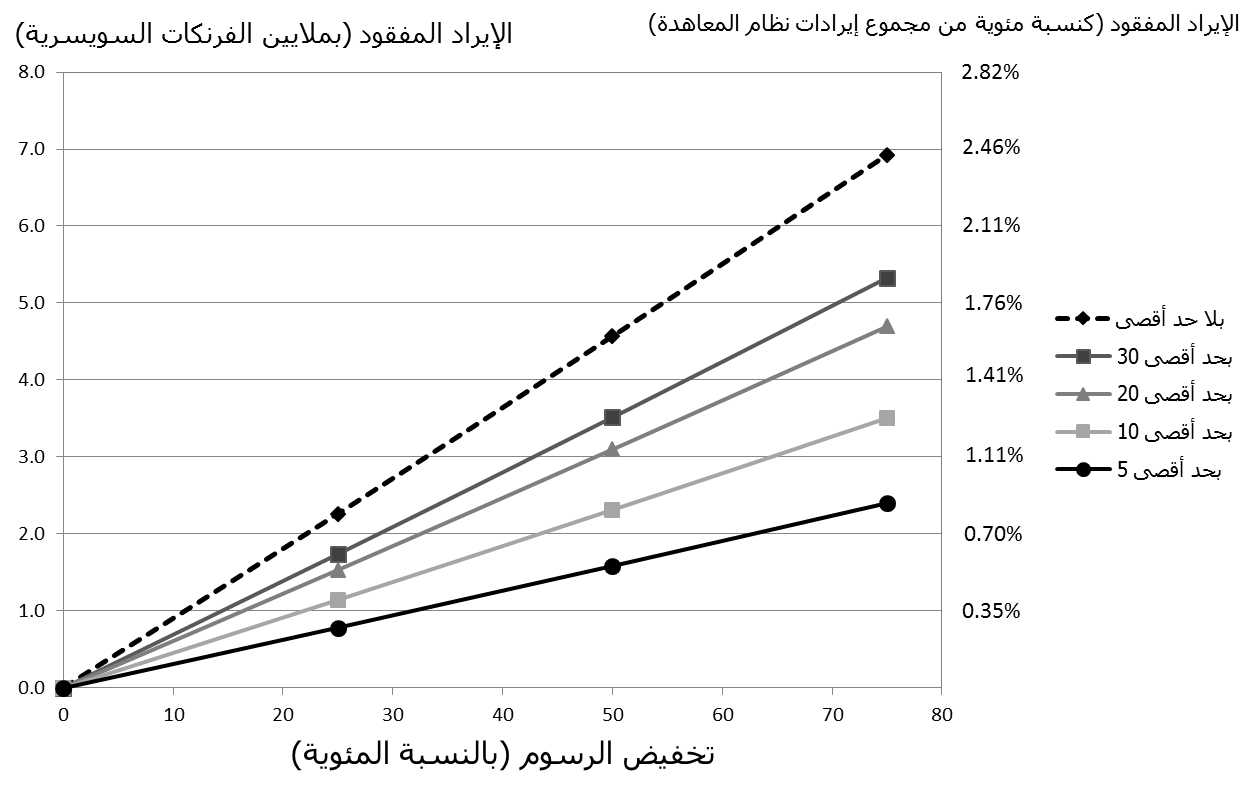 الإيراد المفقود (كنسبة مئوية من مجموع إيرادات نظام المعاهدة)
الإيراد المفقود (بملايين الفرنكات السويسرية)
8.0
7.0
6.0
5.0
4.0
3.0
2.0
1.0
0.0
2.82%
2.46%
2.11%
1.76%
1.41%
1.11%
0.70%
0.35%
بلا حد أقصى
بحد أقصى 30
بحد أقصى 20
بحد أقصى 10
بحد أقصى 5
0 10 20 30 40 50 60 70 80
تخفيض الرسوم (بالنسبة المئوية)